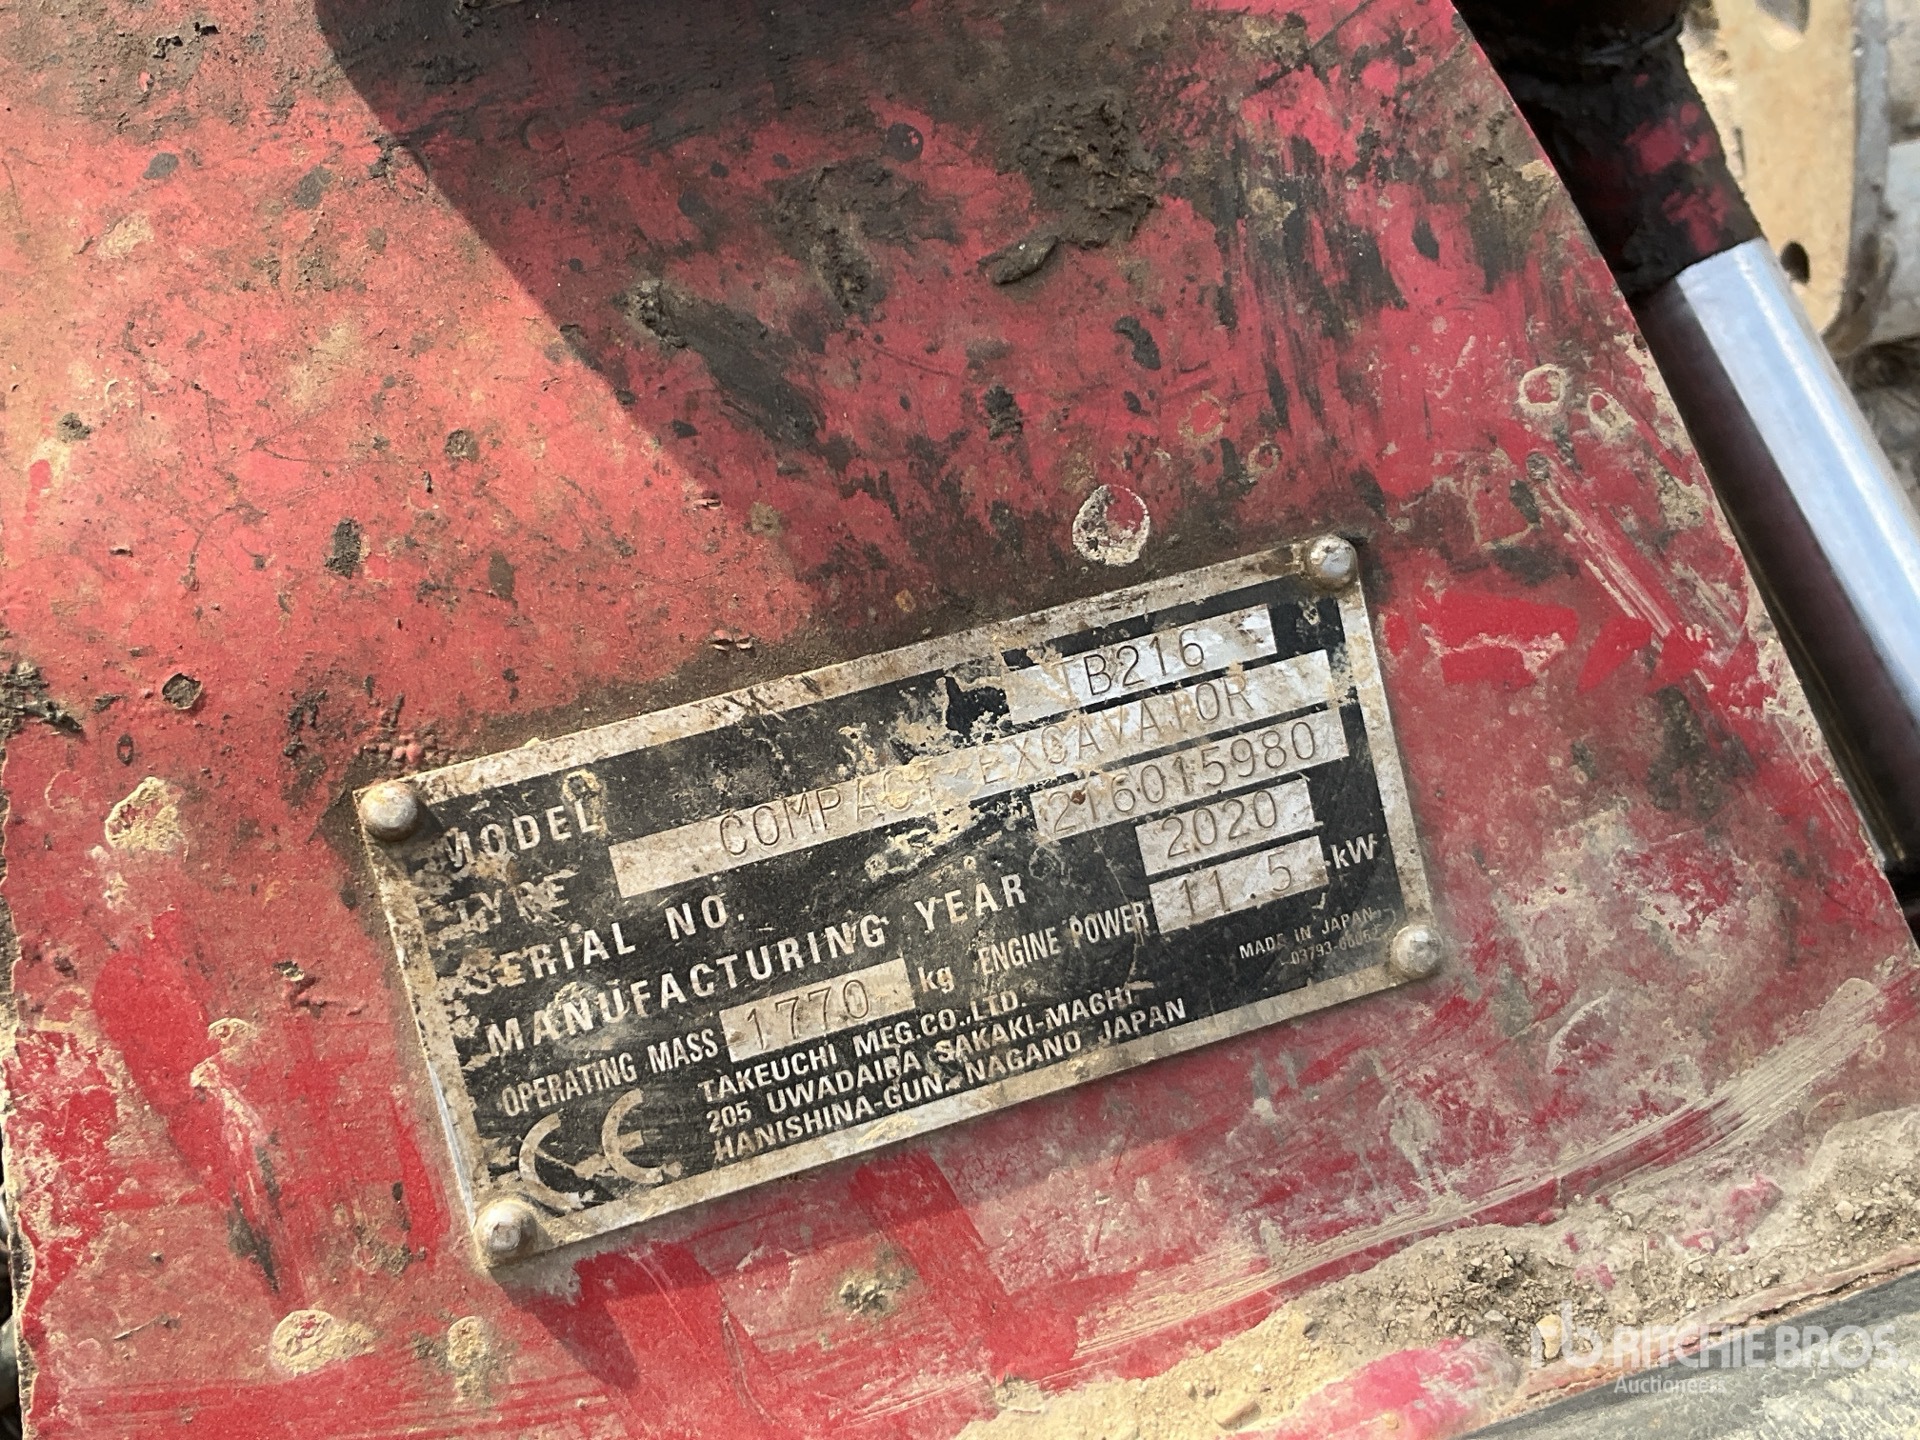 MODEL TB216
TYPE COMPACT EXCAVATOR
SERIAL NO. 216015980
MANUFACTURING YEAR 2020
OPERATING MASS 1770 kg ENGINE POWER 11.5 kW
TAKEUCHI MFG.CO.,LTD.
205 UWADAIRA, SAKAKI-MACHI
HANISHINA-GUN, NAGANO JAPAN
MADE IN JAPAN
CE
RITCHIE BROS.
Auctioneers